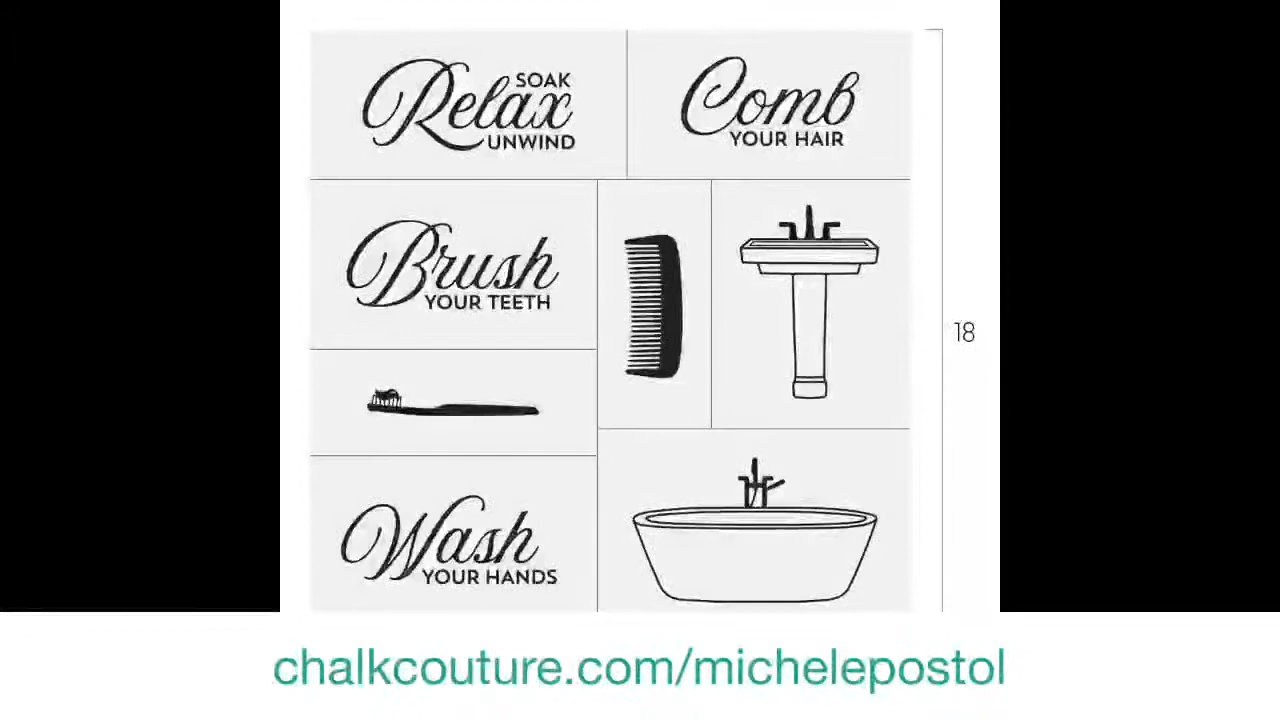 SOAK
Relax
UNWIND
Comb
YOUR HAIR
Brush
YOUR TEETH
18
Wash
YOUR HANDS
chalkcouture.com/michelepostol